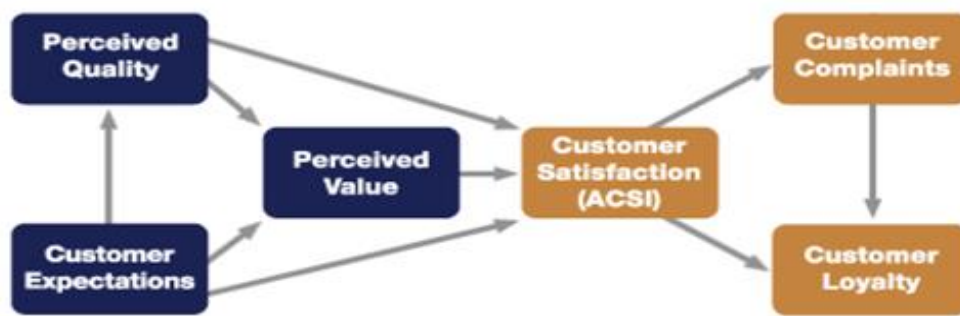 Perceived
Quality
Customer
Complaints
Perceived
Value
Customer
Satisfaction
(ACSI)
Customer
Expectations
Customer
Loyalty